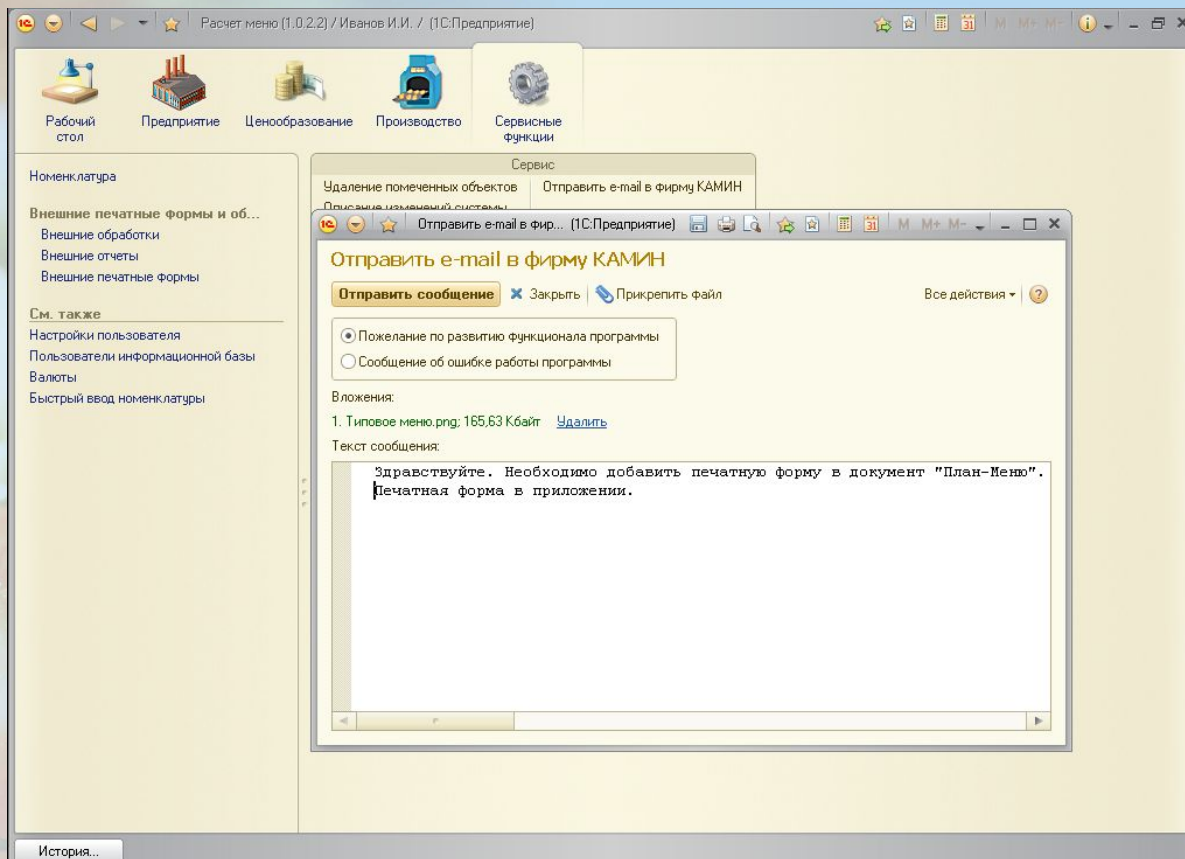 Расчет меню (1.0.2.2) / Иванов И.И. / (1С:Предприятие)
M M+ M-
Рабочий стол
Предприятие
Ценообразование
Производство
Сервисные функции
Номенклатура
Внешние печатные формы и об...
Внешние обработки
Внешние отчеты
Внешние печатные формы
См. также
Настройки пользователя
Пользователи информационной базы
Валюты
Быстрый ввод номенклатуры
Сервис
Удаление помеченных объектов
Отправить e-mail в фирму КАМИН
Описание изменений системы
Отправить e-mail в фир... (1С:Предприятие)
31
M M+ M-
Отправить e-mail в фирму КАМИН
Отправить сообщение
Закрыть
Прикрепить файл
Все действия
Пожелание по развитию функционала программы
Сообщение об ошибке работы программы
Вложения:
1. Типовое меню.png; 165,63 Кбайт Удалить
Текст сообщения:
Здравствуйте. Необходимо добавить печатную форму в документ "План-Меню".
Печатная форма в приложении.
История...